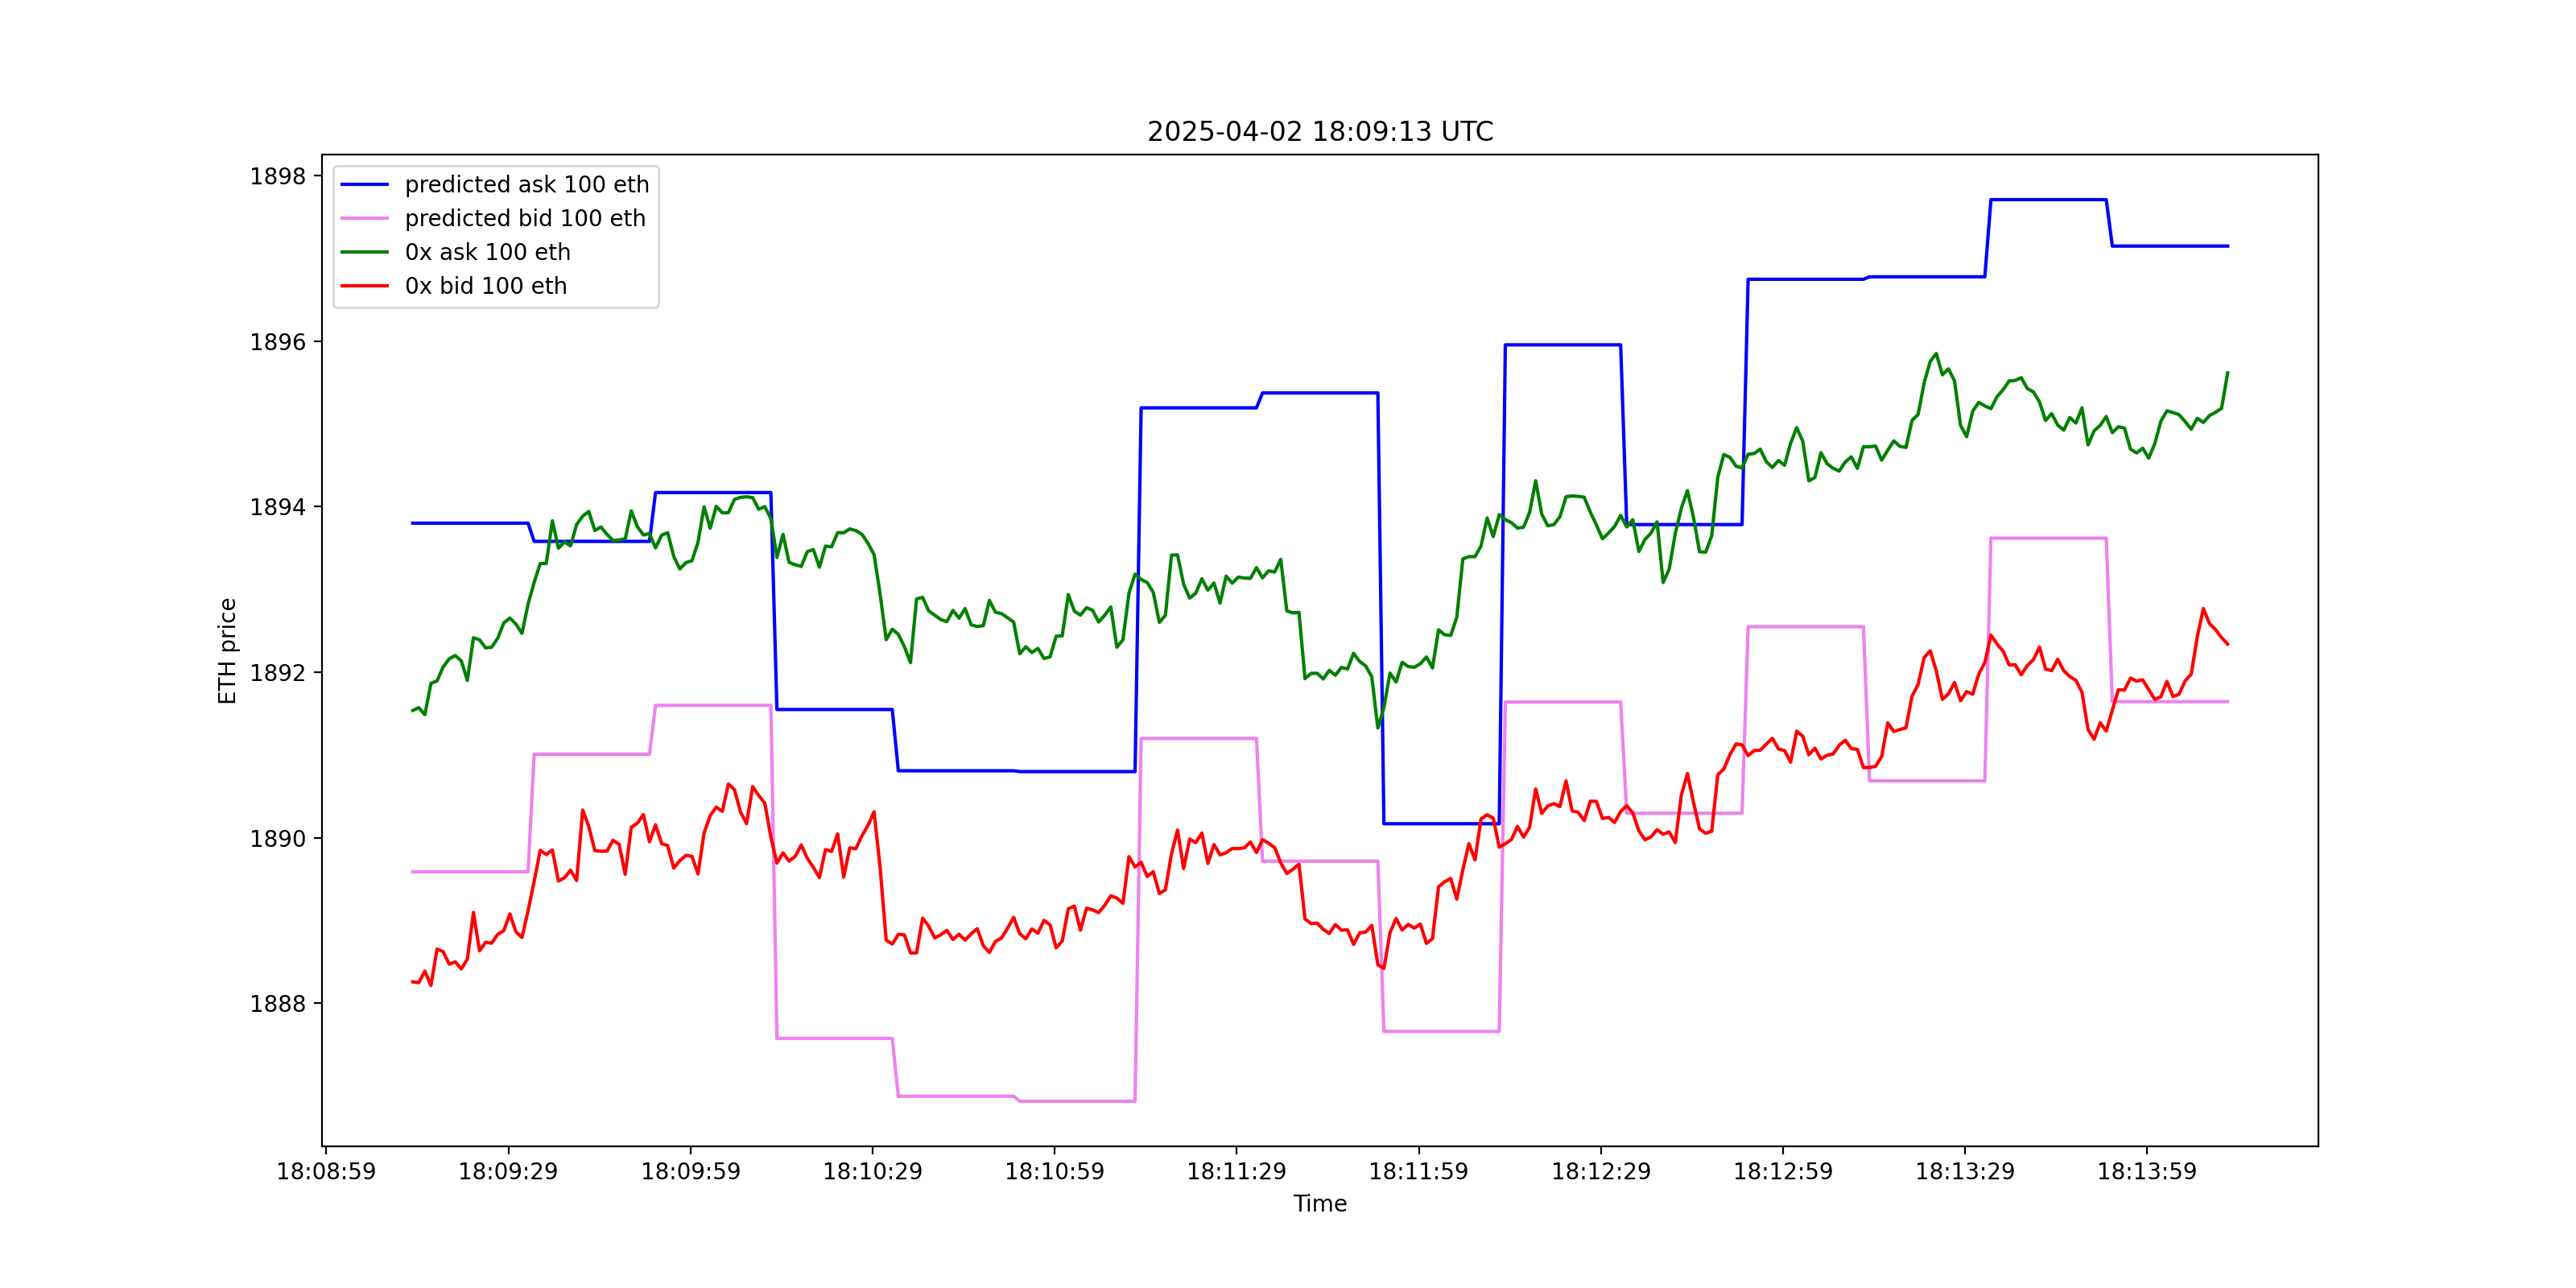 2025-04-02 18:09:13 UTC
predicted ask 100 eth
predicted bid 100 eth
0x ask 100 eth
0x bid 100 eth
ETH price
1898
1896
1894
1892
1890
1888
18:08:59 18:09:29 18:09:59 18:10:29 18:10:59 18:11:29 18:11:59 18:12:29 18:12:59 18:13:29 18:13:59
Time